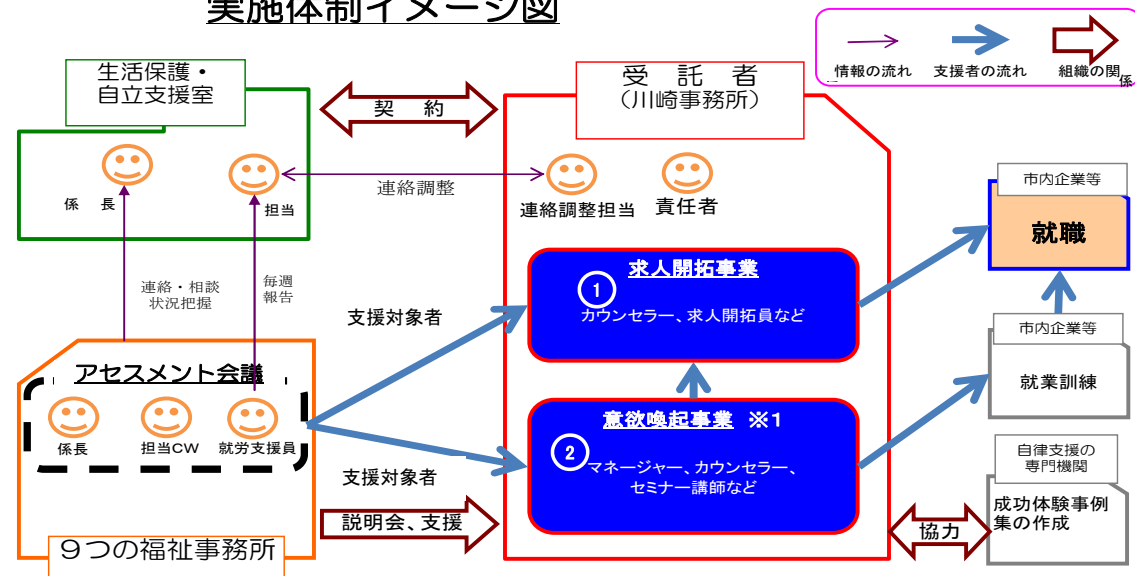 実施体制イメージ図
情報の流れ
支援者の流れ
組織の関係
生活保護・
自立支援室
係　長
担当
契　約
連絡調整
受　託　者
（川崎事務所）
連絡調整担当
責任者
連絡・相談
状況把握
毎週
報告
支援対象者
求人開拓事業
1
カウンセラー、求人開拓員など
市内企業等
就職
市内企業等
就業訓練
アセスメント会議
係長
担当CW
就労支援員
支援対象者
意欲喚起事業　※1
2
マネージャー、カウンセラー、
セミナー講師など
説明会、支援
９つの福祉事務所
協力
自律支援の
専門機関
成功体験事例
集の作成